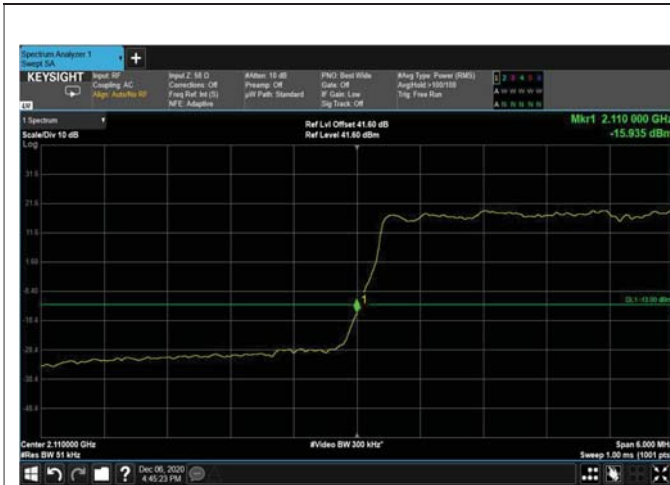 Spectrum Analyzer 1
Swept SA
+
KEYSIGHT
Input: RF
Coupling: AC
Align: Auto/No RF
Input Z: 50 Ω
Corrections: Off
Freq Ref: Int (S)
NFE: Adaptive
#Atten: 10 dB
Preamp: Off
µW Path: Standard
PNO: Best Wide
Gate: Off
IF Gain: Low
Sig Track: Off
#Avg Type: Power (RMS)
Avg|Hold >100/100
Trig: Free Run
1 2 3 4 5 6
A W W W W W
A N N N N N
LXI
1 Spectrum
Scale/Div 10 dB
Log
Ref Lvl Offset 41.60 dB
Ref Level 41.60 dBm
Mkr1 2.110 000 GHz
-15.935 dBm
31.6
21.6
11.6
1.60
-8.40
-18.4
-28.4
-38.4
-48.4
1
DL1 -13.00 dBm
Center 2.110000 GHz
#Res BW 51 kHz
#Video BW 300 kHz*
Span 6.000 MHz
Sweep 1.00 ms (1001 pts)
?
Dec 06, 2020
4:45:23 PM